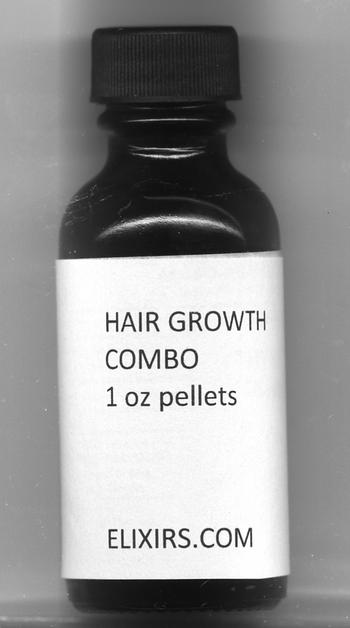 HAIR GROWTH
COMBO
1 oz pellets
ELIXIRS.COM